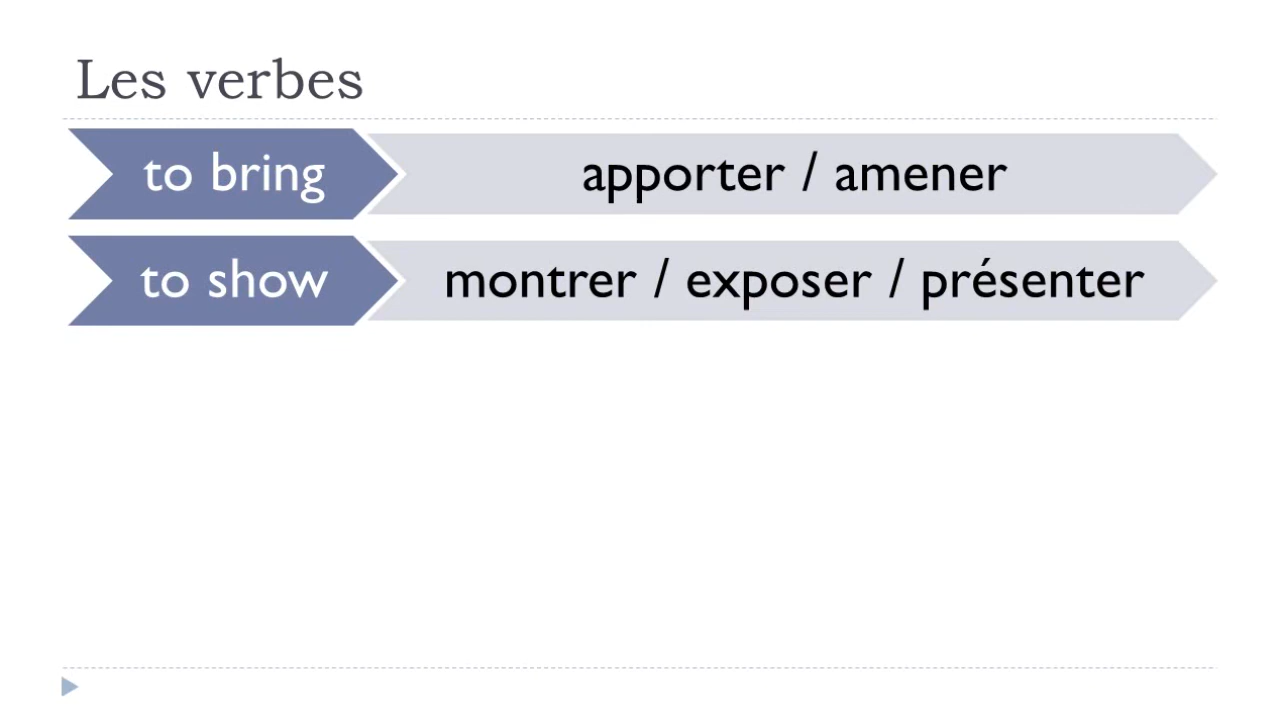 Les verbes
to bring apporter / amener
to show montrer / exposer / présenter